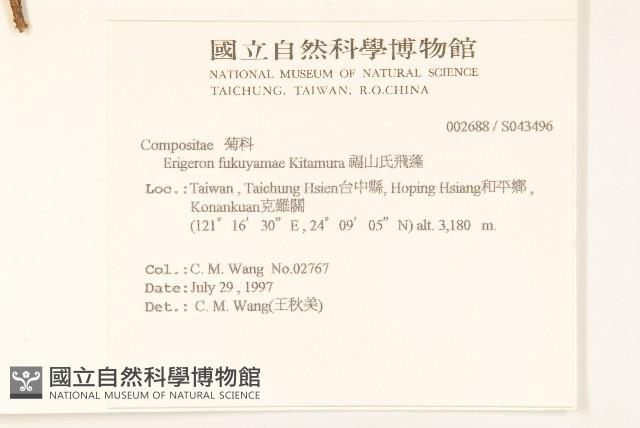 國立自然科學博物館
NATIONAL MUSEUM OF NATURAL SCIENCE
TAICHUNG, TAIWAN, R.O.CHINA
002688 / S043496
Compositae 菊科
Erigeron fukuyamae Kitamura 福山氏飛蓬
Loc.:Taiwan , Taichung Hsien台中縣, Hoping Hsiang和平鄉 ,
Konankuan克難關
(121° 16' 30" E , 24° 09' 05" N) alt. 3,180 m.
Col.:C. M. Wang No.02767
Date:July 29 , 1997
Det.: C. M. Wang(王秋美)
國立自然科學博物館
NATIONAL MUSEUM OF NATURAL SCIENCE